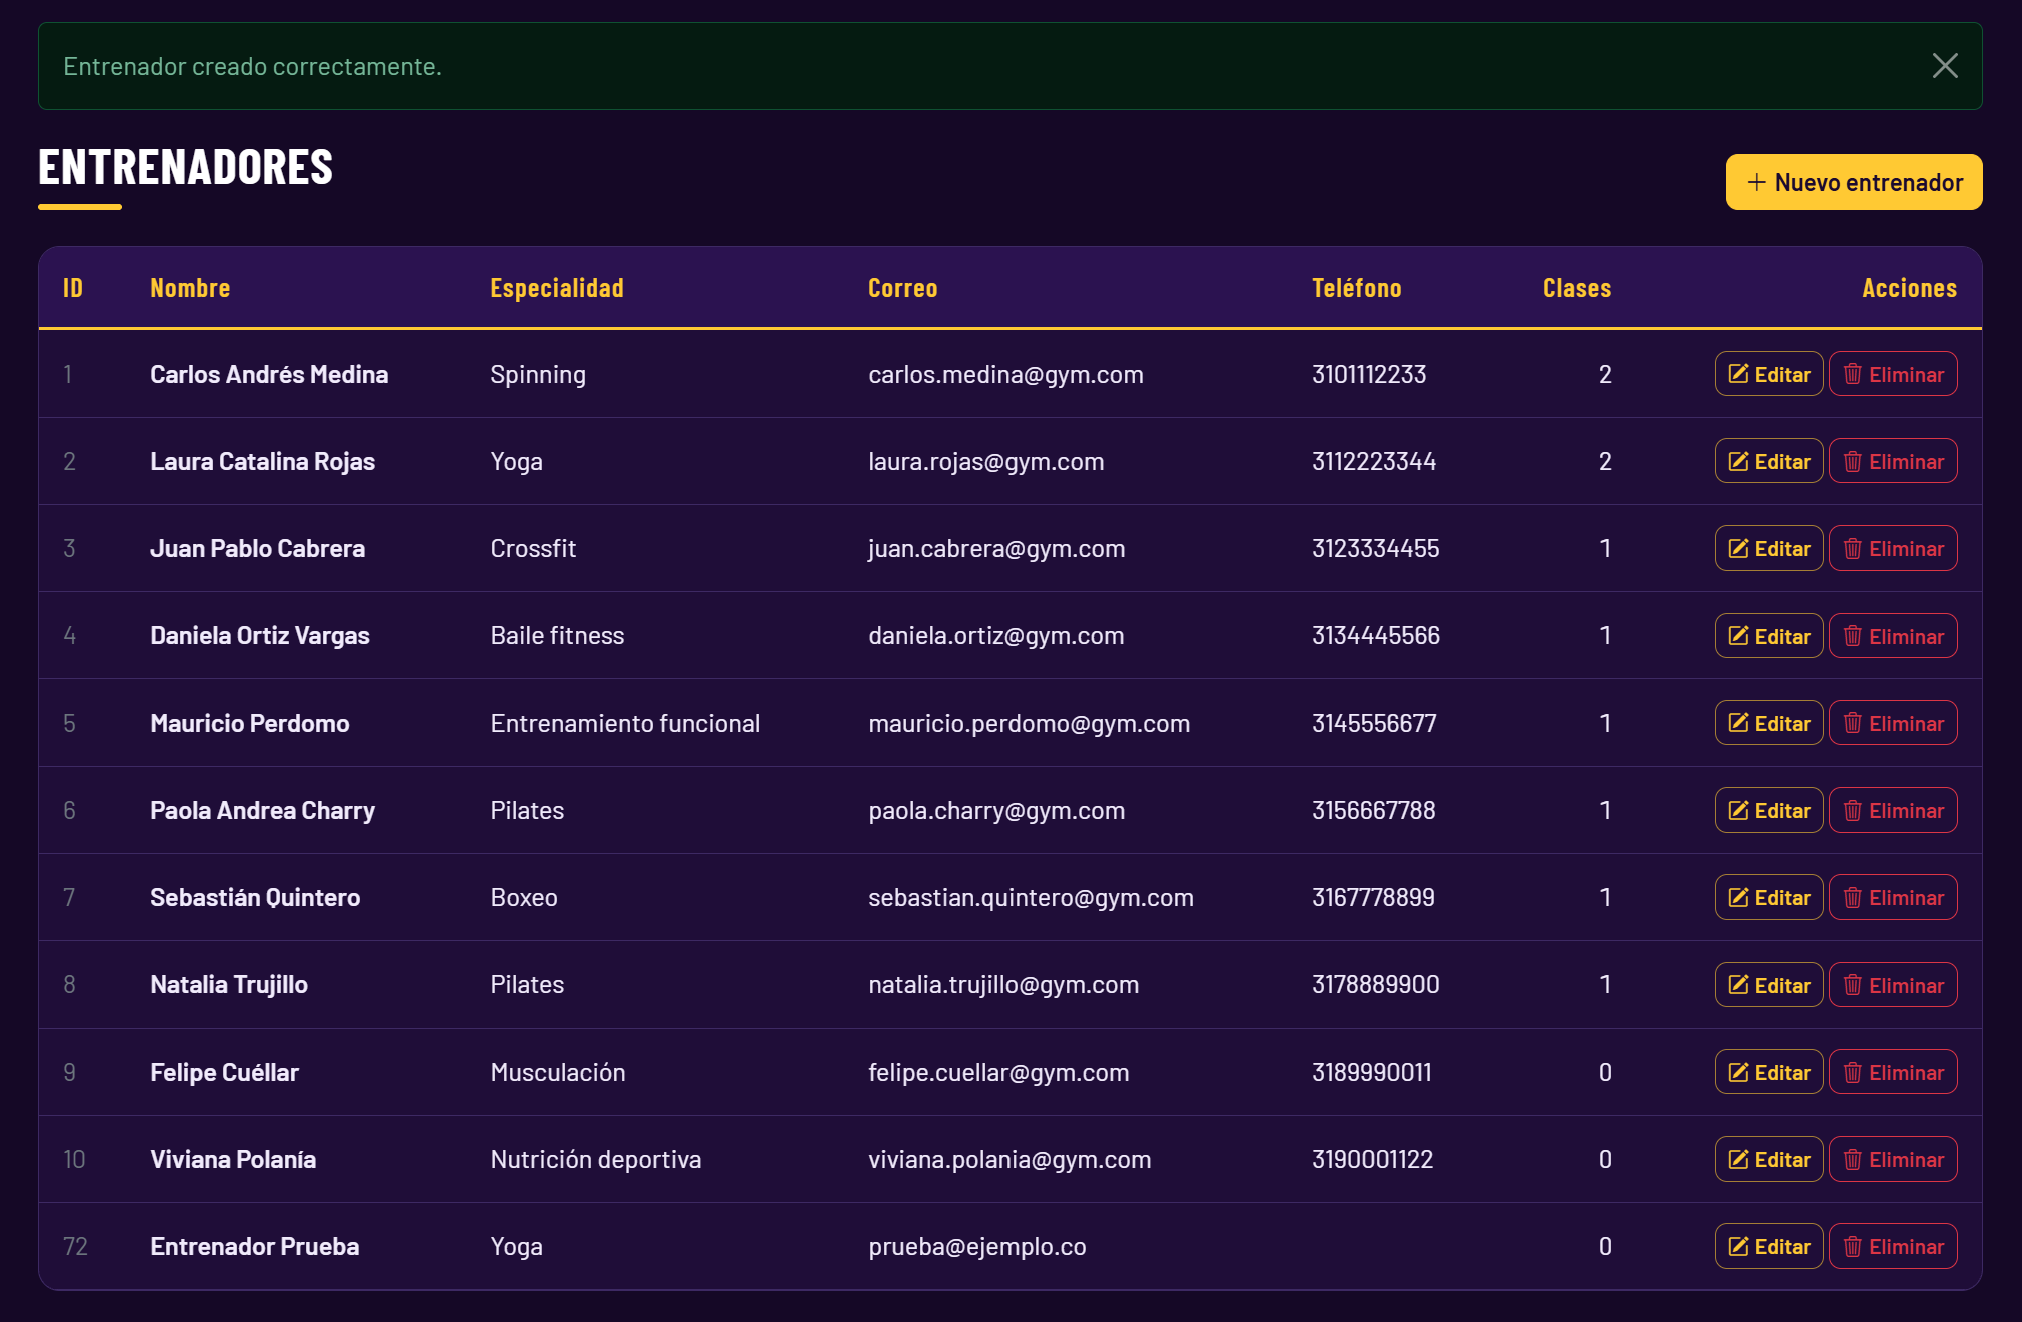 Entrenador creado correctamente.
ENTRENADORES
+ Nuevo entrenador
ID Nombre Especialidad Correo Teléfono Clases Acciones
1 Carlos Andrés Medina Spinning carlos.medina@gym.com 3101112233 2 Editar Eliminar
2 Laura Catalina Rojas Yoga laura.rojas@gym.com 3112223344 2 Editar Eliminar
3 Juan Pablo Cabrera Crossfit juan.cabrera@gym.com 3123334455 1 Editar Eliminar
4 Daniela Ortiz Vargas Baile fitness daniela.ortiz@gym.com 3134445566 1 Editar Eliminar
5 Mauricio Perdomo Entrenamiento funcional mauricio.perdomo@gym.com 3145556677 1 Editar Eliminar
6 Paola Andrea Charry Pilates paola.charry@gym.com 3156667788 1 Editar Eliminar
7 Sebastián Quintero Boxeo sebastian.quintero@gym.com 3167778899 1 Editar Eliminar
8 Natalia Trujillo Pilates natalia.trujillo@gym.com 3178889900 1 Editar Eliminar
9 Felipe Cuéllar Musculación felipe.cuellar@gym.com 3189990011 0 Editar Eliminar
10 Viviana Polanía Nutrición deportiva viviana.polania@gym.com 3190001122 0 Editar Eliminar
72 Entrenador Prueba Yoga prueba@ejemplo.co 0 Editar Eliminar